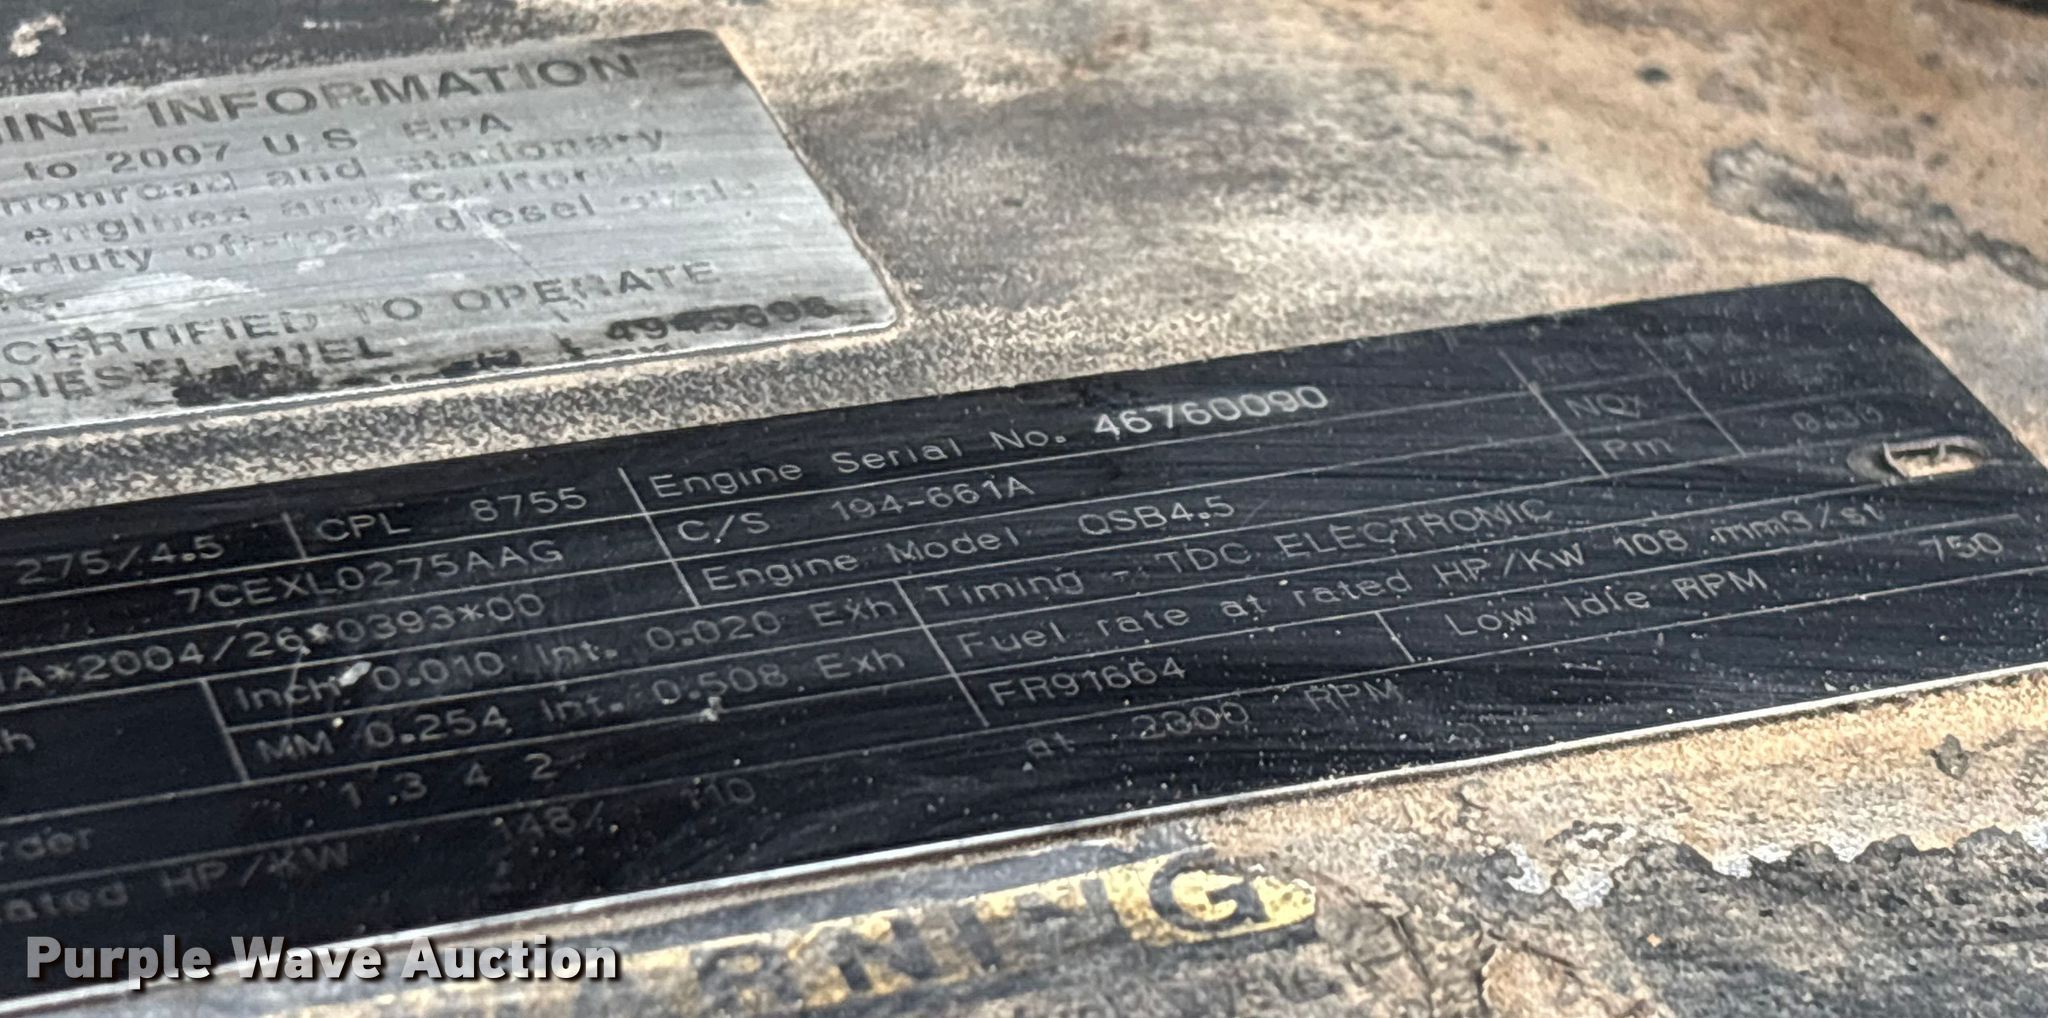 INE INFORMATION
to 2007 U.S. EPA
nonroad and stationary
engines and California
-duty off-road diesel
CERTIFIED TO OPERATE
DIESEL FUEL
275/4.5 CPL 8755 Engine Serial No. 46760090
7CEXL0275AAG C/S 194-661A NOx
*2004/26*0393*00 Engine Model QSB4.5 Pm
Inch 0.010 Int. 0.020 Exh Timing - TDC ELECTRONIC
MM 0.254 Int. 0.508 Exh Fuel rate at rated HP/KW 108 mm3/st
1 3 4 2 FR91664 Low Idle RPM 750
rder
ated HP/KW 148/ 110 at RPM
Purple Wave Auction